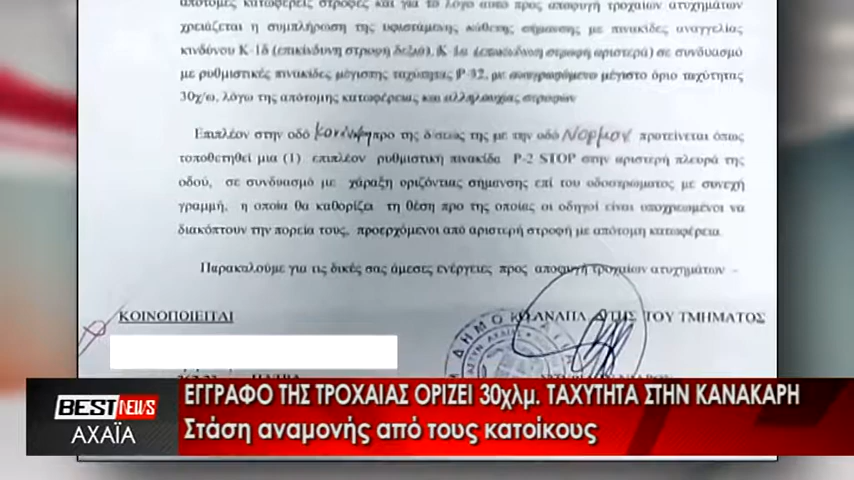 απότομες κατωφερείς στροφές και για το λόγο αυτό προς αποφυγή τροχαίων ατυχημάτων
χρειάζεται η συμπλήρωση της υφιστάμενης κάθετης σήμανσης με πινακίδες αναγγελίας
κινδύνου Κ-1δ (επικίνδυνη στροφή δεξιά), Κ-1α (επικίνδυνη στροφή αριστερά) σε συνδυασμό
με ρυθμιστικές πινακίδες μέγιστης ταχύτητας Ρ-32, με αναγραφόμενο μέγιστο όριο ταχύτητας
30χ/ω, λόγω της απότομης κατωφέρειας και αλληλουχίας στροφών
Επιπλέον στην οδό προ της δ/σεως της με την οδό Νόρμαν προτείνεται όπως
τοποθετηθεί μια (1) επιπλέον ρυθμιστική πινακίδα Ρ-2 STOP στην αριστερή πλευρά της
οδού, σε συνδυασμό με χάραξη οριζόντιας σήμανσης επί του οδοστρώματος με συνεχή
γραμμή, η οποία θα καθορίζει τη θέση προ της οποίας οι οδηγοί είναι υποχρεωμένοι να
διακόπτουν την πορεία τους, προερχόμενοι από αριστερή στροφή με απότομη κατωφέρεια.
Παρακαλούμε για τις δικές σας άμεσες ενέργειες προς αποφυγή τροχαίων ατυχημάτων -
ΚΟΙΝΟΠΟΙΕΙΤΑΙ
ΤΟΥ ΤΜΗΜΑΤΟΣ
BEST NEWS
ΑΧΑΪΑ
ΕΓΓΡΑΦΟ ΤΗΣ ΤΡΟΧΑΙΑΣ ΟΡΙΖΕΙ 30χλμ. ΤΑΧΥΤΗΤΑ ΣΤΗΝ ΚΑΝΑΚΑΡΗ
Στάση αναμονής από τους κατοίκους